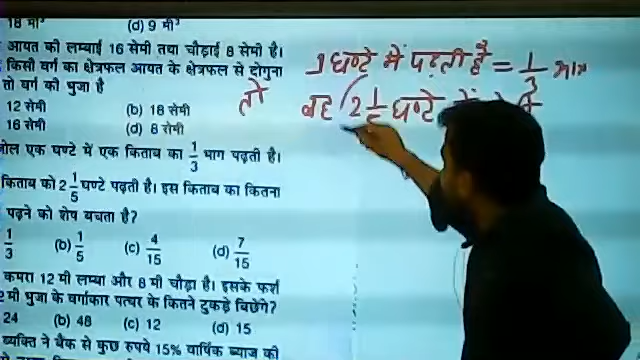 18 मी³ (d) 9 मी³
आयत की लम्बाई 16 सेमी तथा चौड़ाई 8 सेमी है।
किसी वर्ग का क्षेत्रफल आयत के क्षेत्रफल से दोगुना
तो वर्ग की भुजा है
12 सेमी (b) 18 सेमी
16 सेमी (d) 8 सेमी
एक घण्टे में एक किताब का 1/3 भाग पढ़ती है।
किताब को 2 1/5 घण्टे पढ़ती है। इस किताब का कितना
पढ़ने को शेष बचता है?
1/3 (b) 1/5 (c) 4/15 (d) 7/15
कमरा 12 मी लम्बा और 8 मी चौड़ा है। इसके फर्श
2 मी भुजा के वर्गाकार पत्थर के कितने टुकड़े बिछेंगे?
24 (b) 48 (c) 12 (d) 15
व्यक्ति ने बैंक से कुछ रुपये 15% वार्षिक ब्याज की
1 घण्टे में पढ़ती है = 1/3 भाग
तो वह 2 1/5 घण्टे में